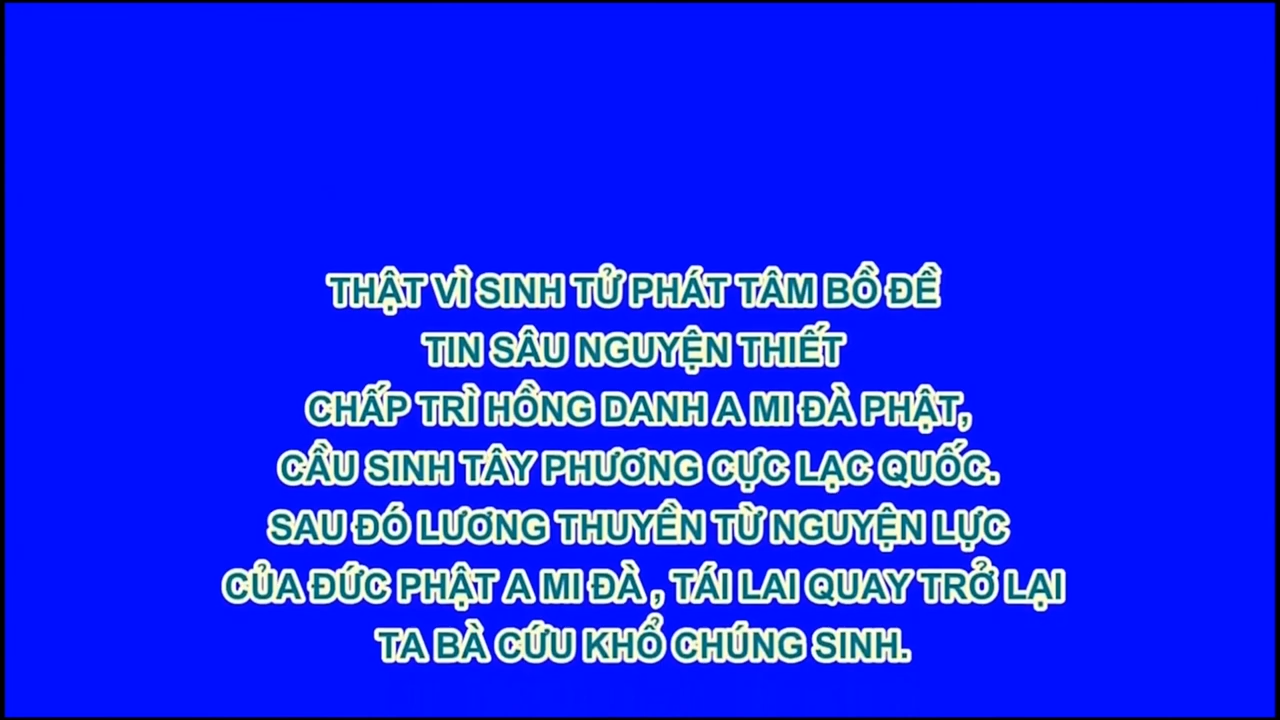 THẬT VÌ SINH TỬ PHÁT TÂM BỒ ĐỀ
TIN SÂU NGUYỆN THIẾT
CHẤP TRÌ HỒNG DANH A MI ĐÀ PHẬT,
CẦU SINH TÂY PHƯƠNG CỰC LẠC QUỐC.
SAU ĐÓ LƯƠNG THUYỀN TỪ NGUYỆN LỰC
CỦA ĐỨC PHẬT A MI ĐÀ , TÁI LAI QUAY TRỞ LẠI
TA BÀ CỨU KHỔ CHÚNG SINH.